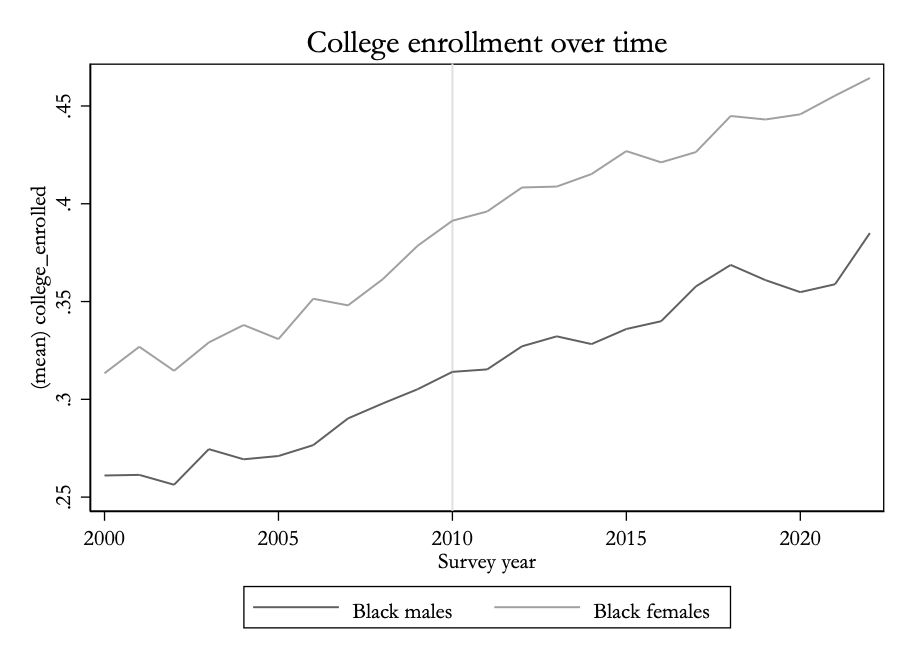 College enrollment over time
(mean) college_enrolled
.45
.4
.35
.3
.25
2000 2005 2010 2015 2020
Survey year
Black males Black females